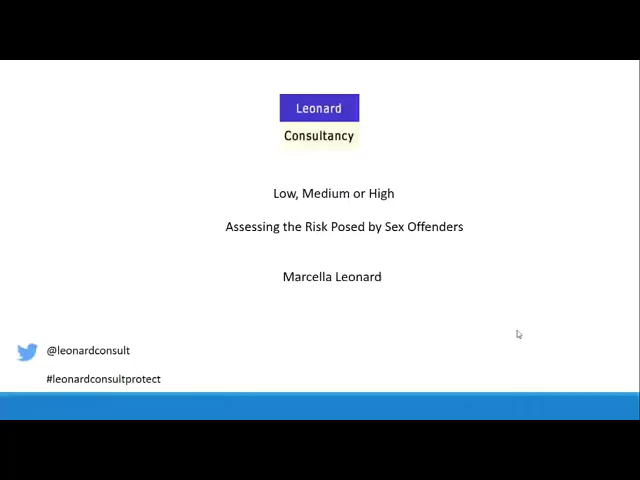 Leonard
Consultancy
Low, Medium or High
Assessing the Risk Posed by Sex Offenders
Marcella Leonard
@leonardconsult
#leonardconsultprotect